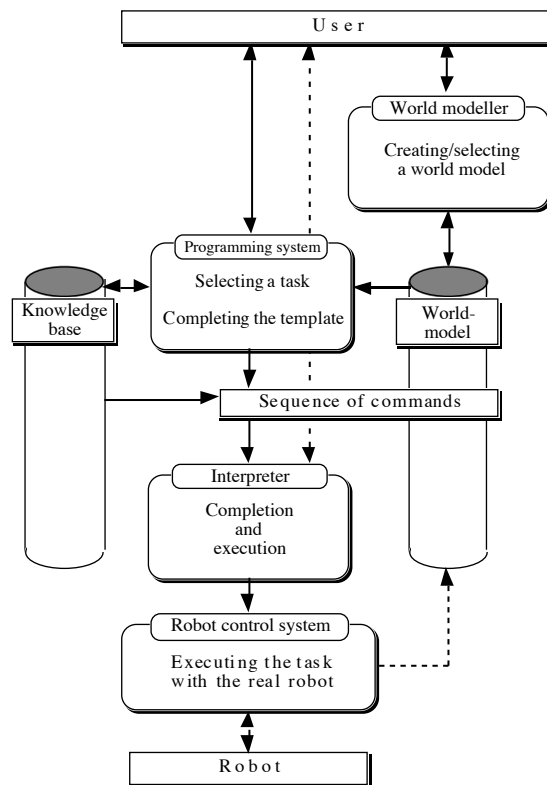 User
World modeller
Creating/selecting
a world model
Programming system
Selecting a task
Completing the template
Knowledge
base
World-
model
Sequence of commands
Interpreter
Completion
and
execution
Robot control system
Executing the task
with the real robot
Robot